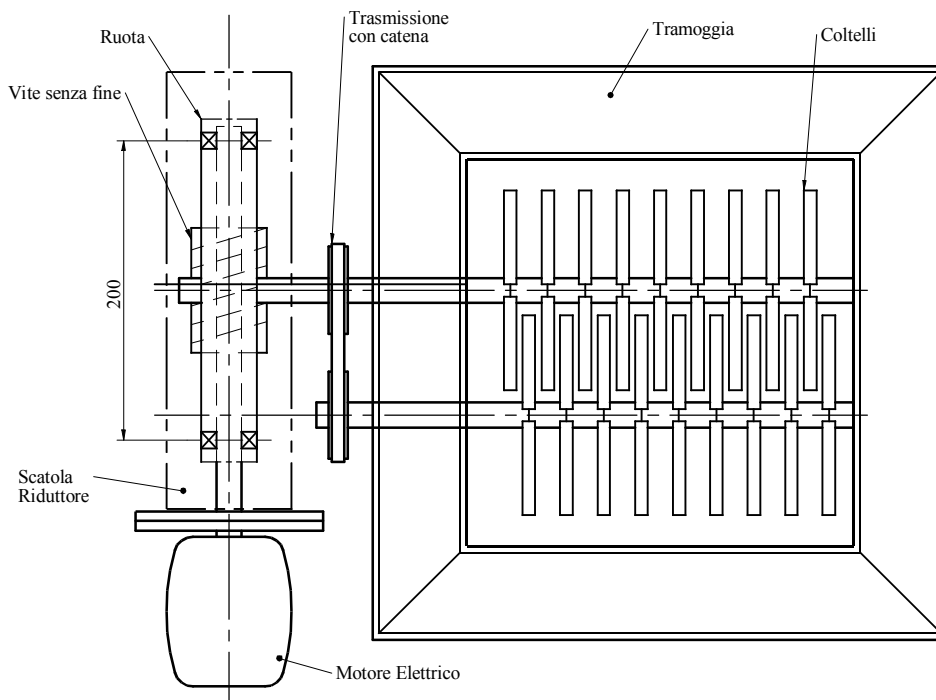 Trasmissione
con catena
Tramoggia
Coltelli
Ruota
Vite senza fine
200
Scatola
Riduttore
Motore Elettrico